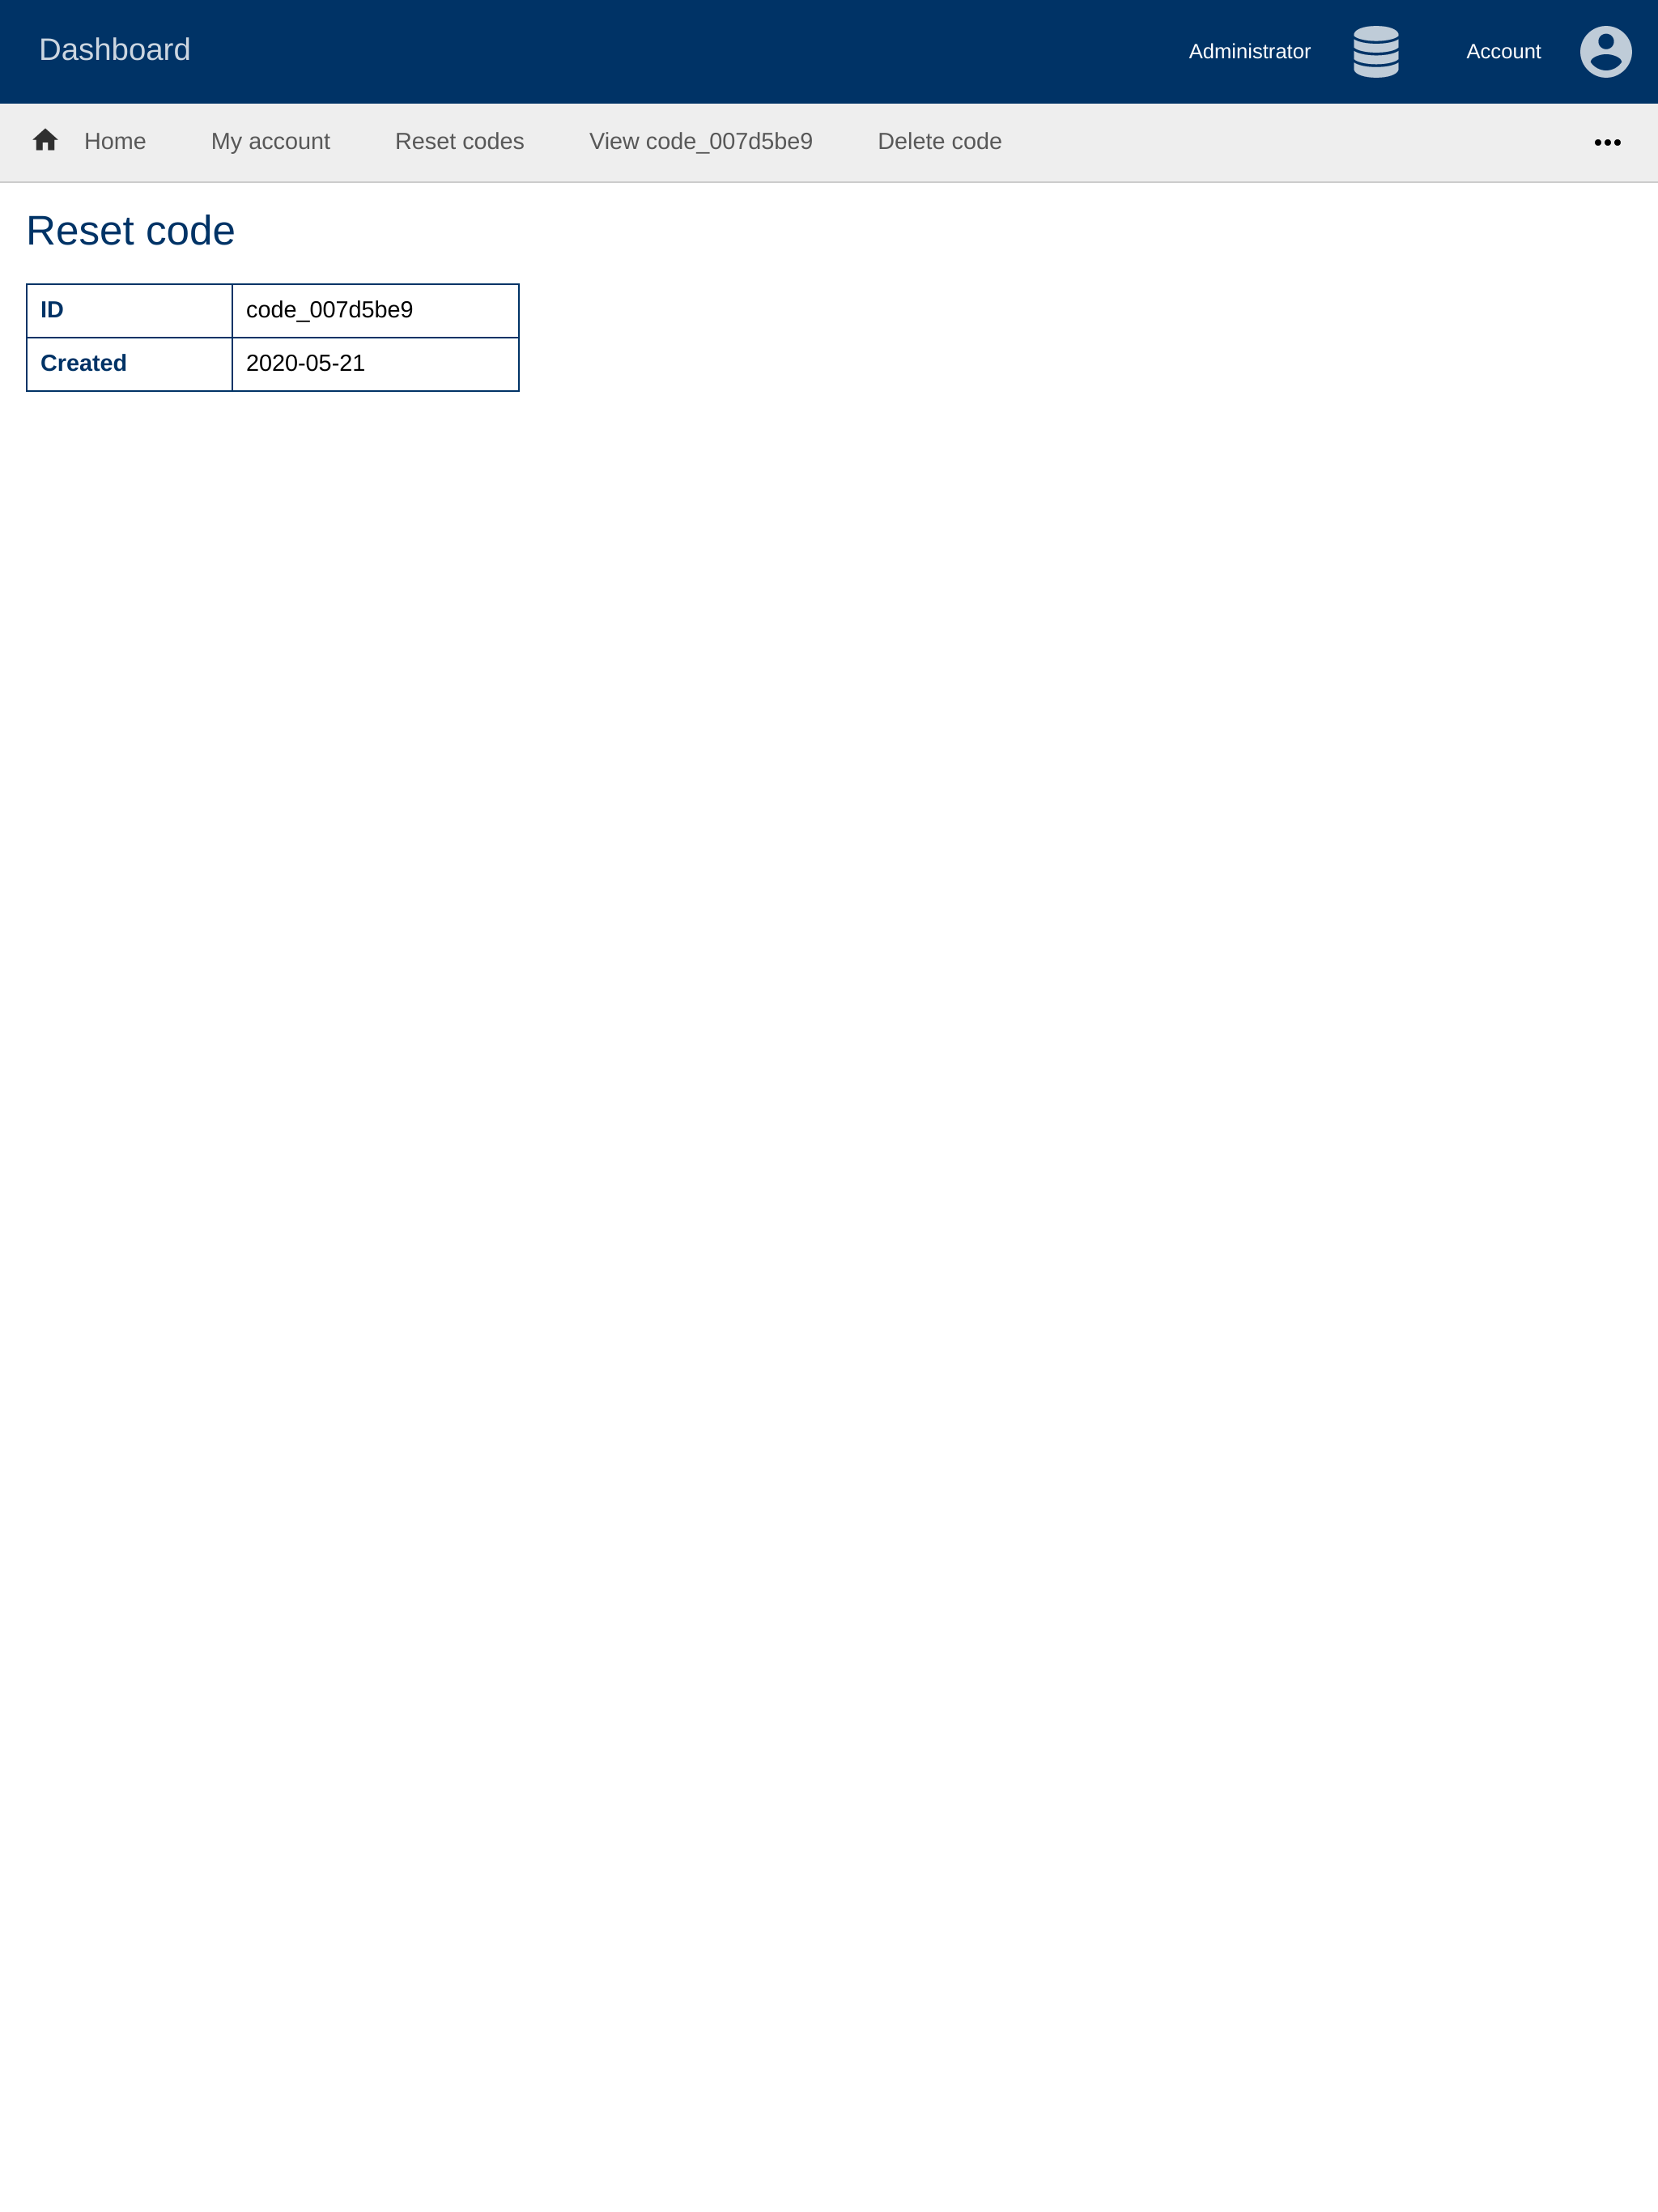 Dashboard Administrator Account
Home My account Reset codes View code_007d5be9 Delete code
Reset code
ID code_007d5be9
Created 2020-05-21